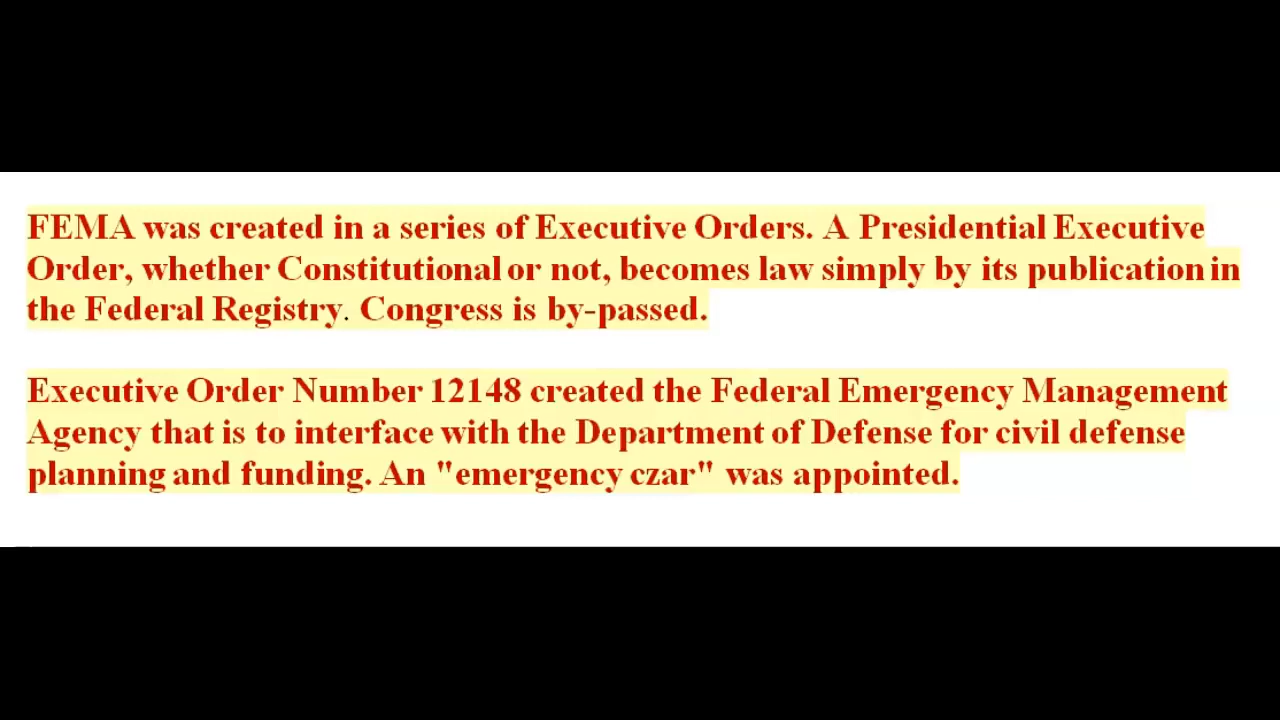 FEMA was created in a series of Executive Orders. A Presidential Executive
Order, whether Constitutional or not, becomes law simply by its publication in
the Federal Registry. Congress is by-passed.
Executive Order Number 12148 created the Federal Emergency Management
Agency that is to interface with the Department of Defense for civil defense
planning and funding. An "emergency czar" was appointed.